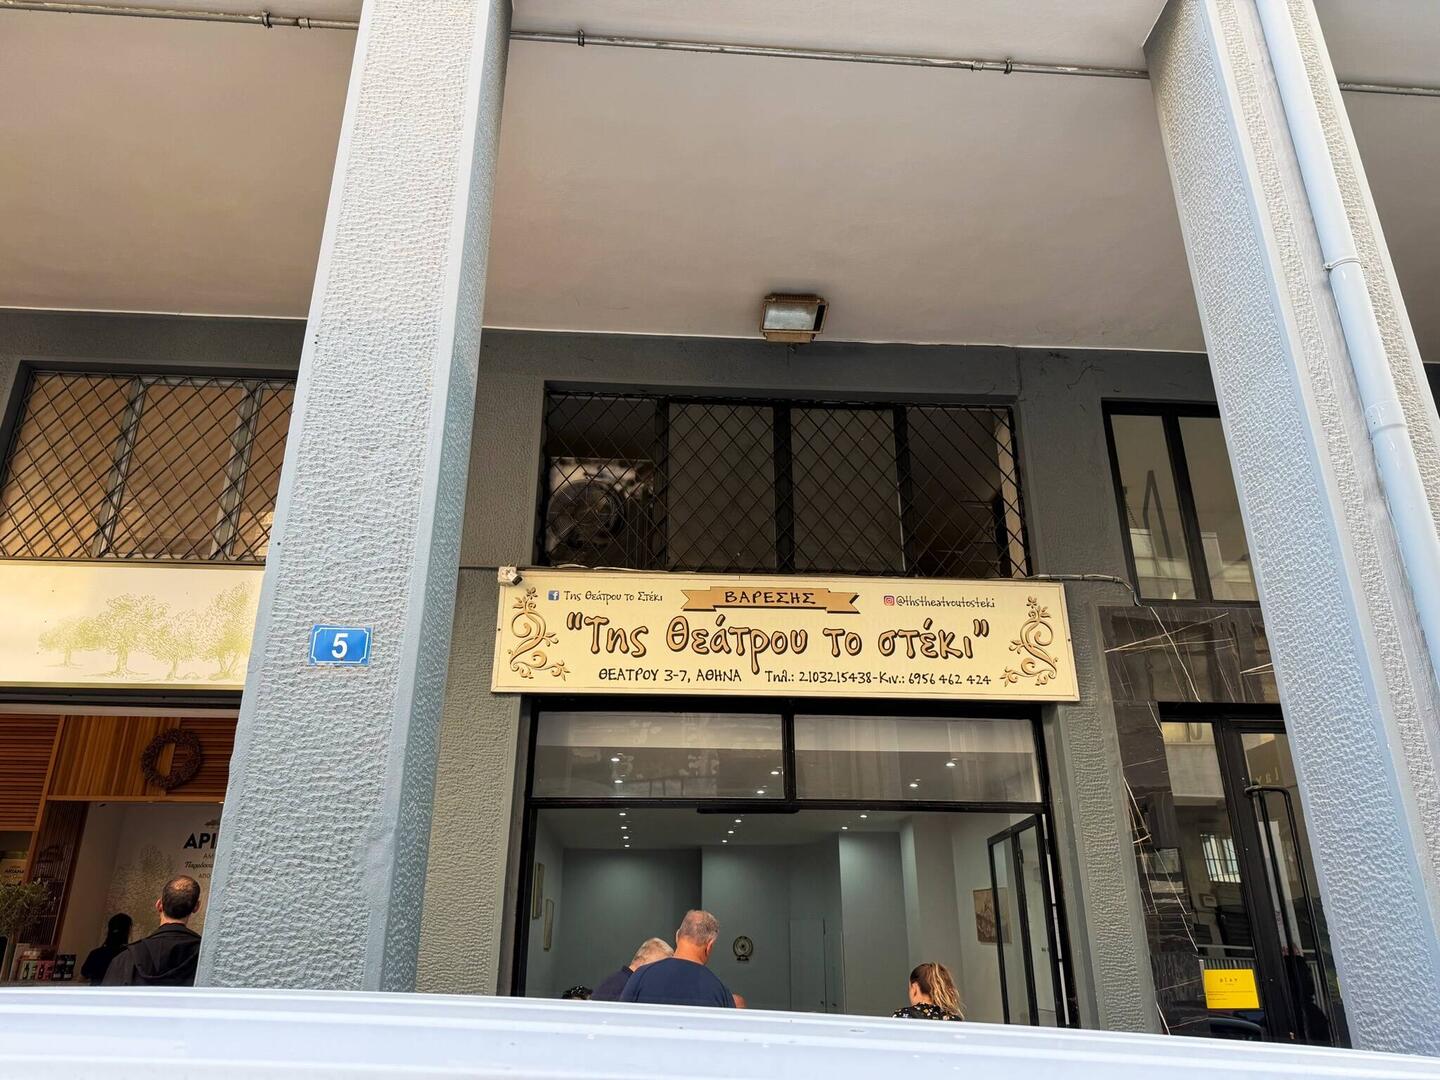 5
Της Θεάτρου το Στέκι
ΒΑΡΕΣΗΣ
@thstheatroutosteki
"Της Θεάτρου το στέκι"
ΘΕΑΤΡΟΥ 3-7, ΑΘΗΝΑ Τηλ.: 2103215438-Κιν.: 6956 462 424
play